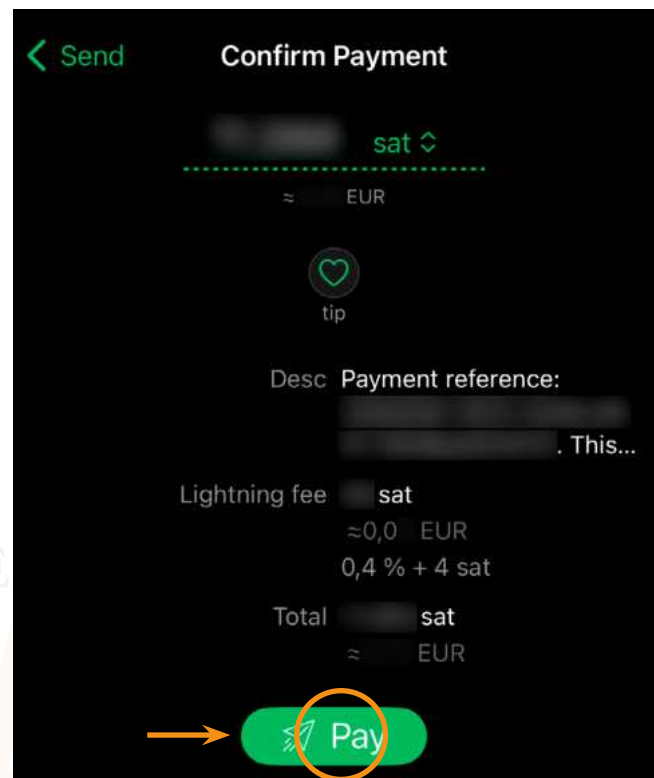 Send
Confirm Payment
sat
≈ EUR
tip
Desc Payment reference:
. This...
Lightning fee sat
≈0,0 EUR
0,4 % + 4 sat
Total sat
≈ EUR
Pay